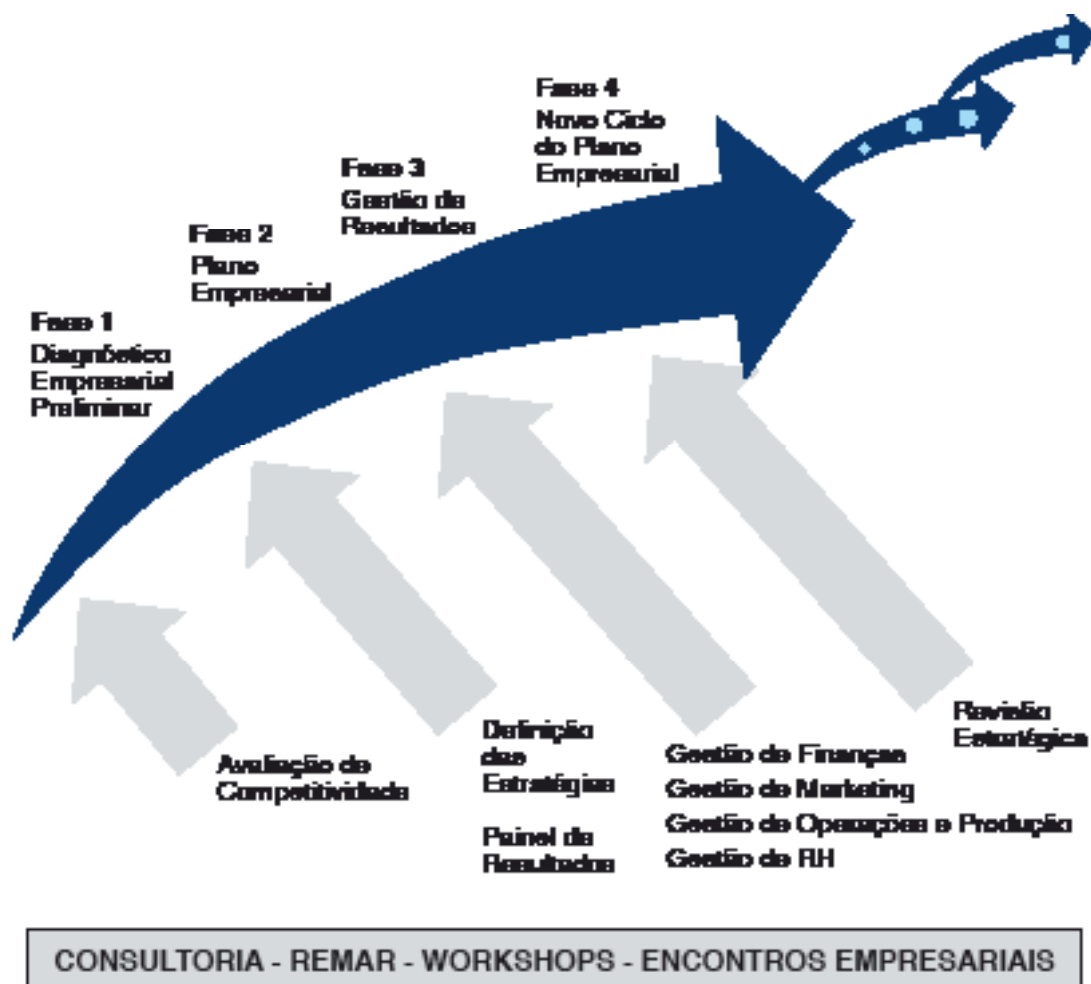 Fase 1
Diagnóstico
Empresarial
Preliminar
Fase 2
Plano
Empresarial
Fase 3
Gestão de
Resultados
Fase 4
Novo Ciclo
do Plano
Empresarial
Avaliação de
Competitividade
Definição
das
Estratégias
Painel de
Resultados
Gestão de Finanças
Gestão de Marketing
Gestão de Operações e Produção
Gestão de RH
Revisão
Estratégica
CONSULTORIA - REMAR - WORKSHOPS - ENCONTROS EMPRESARIAIS